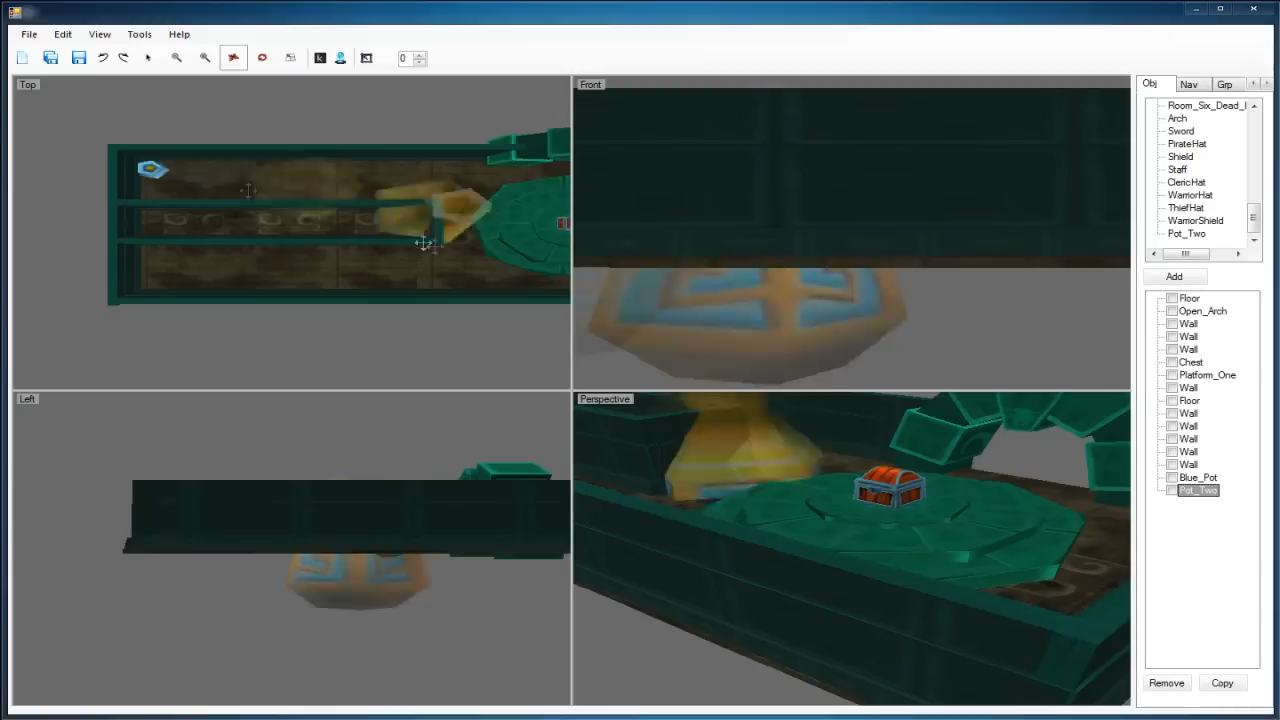 File Edit View Tools Help
0
Top
Front
Left
Perspective
Obj Nav Grp
Room_Six_Dead_
Arch
Sword
PirateHat
Shield
Staff
ClericHat
WarriorHat
ThiefHat
WarriorShield
Pot_Two
Add
Floor
Open_Arch
Wall
Wall
Wall
Chest
Platform_One
Wall
Floor
Wall
Wall
Wall
Wall
Wall
Blue_Pot
Pot_Two
Remove Copy